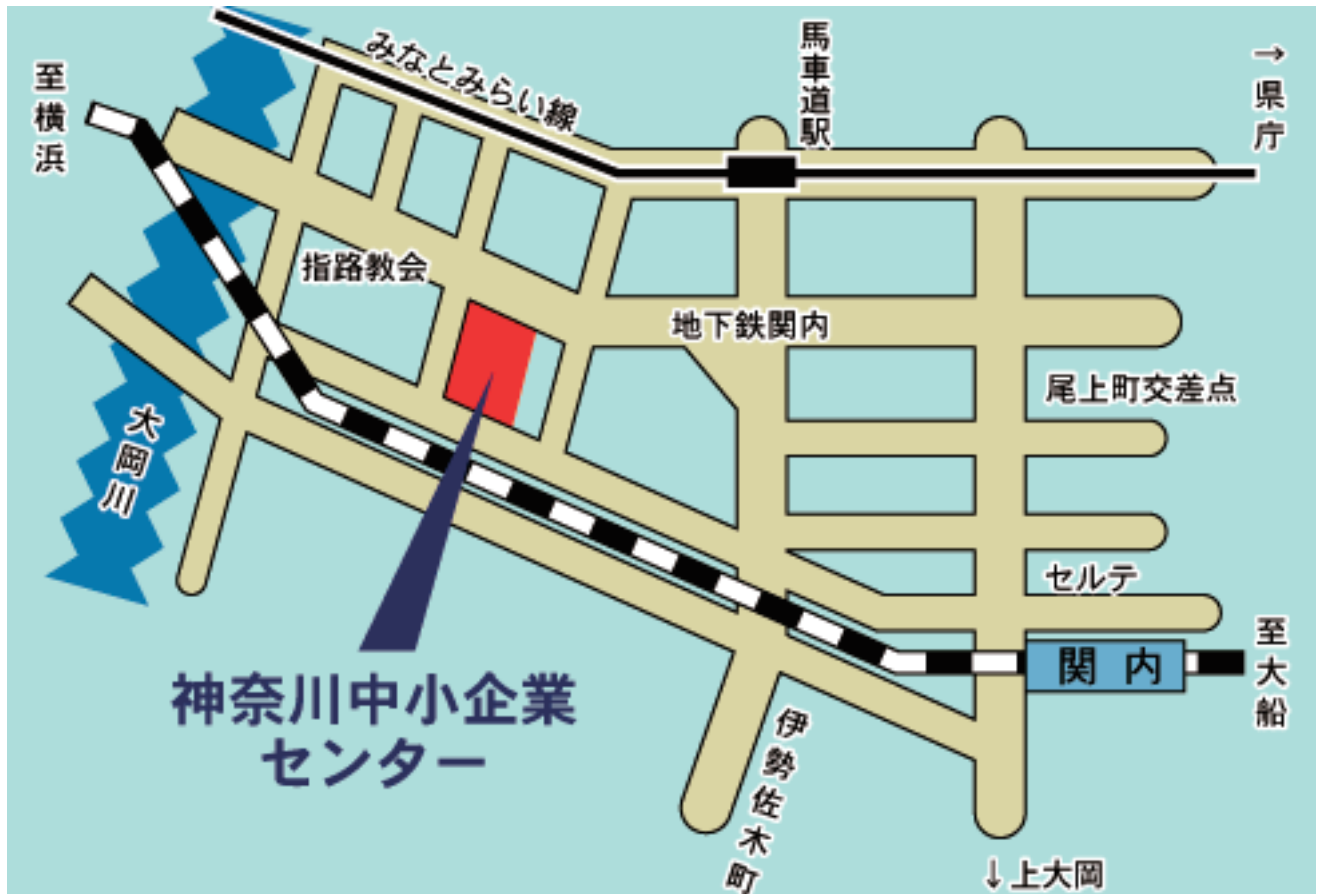 みなとみらい線
馬車道駅
→県庁
至横浜
指路教会
地下鉄関内
尾上町交差点
大岡川
セルテ
関内
至大船
神奈川中小企業
センター
伊勢佐木町
↓上大岡